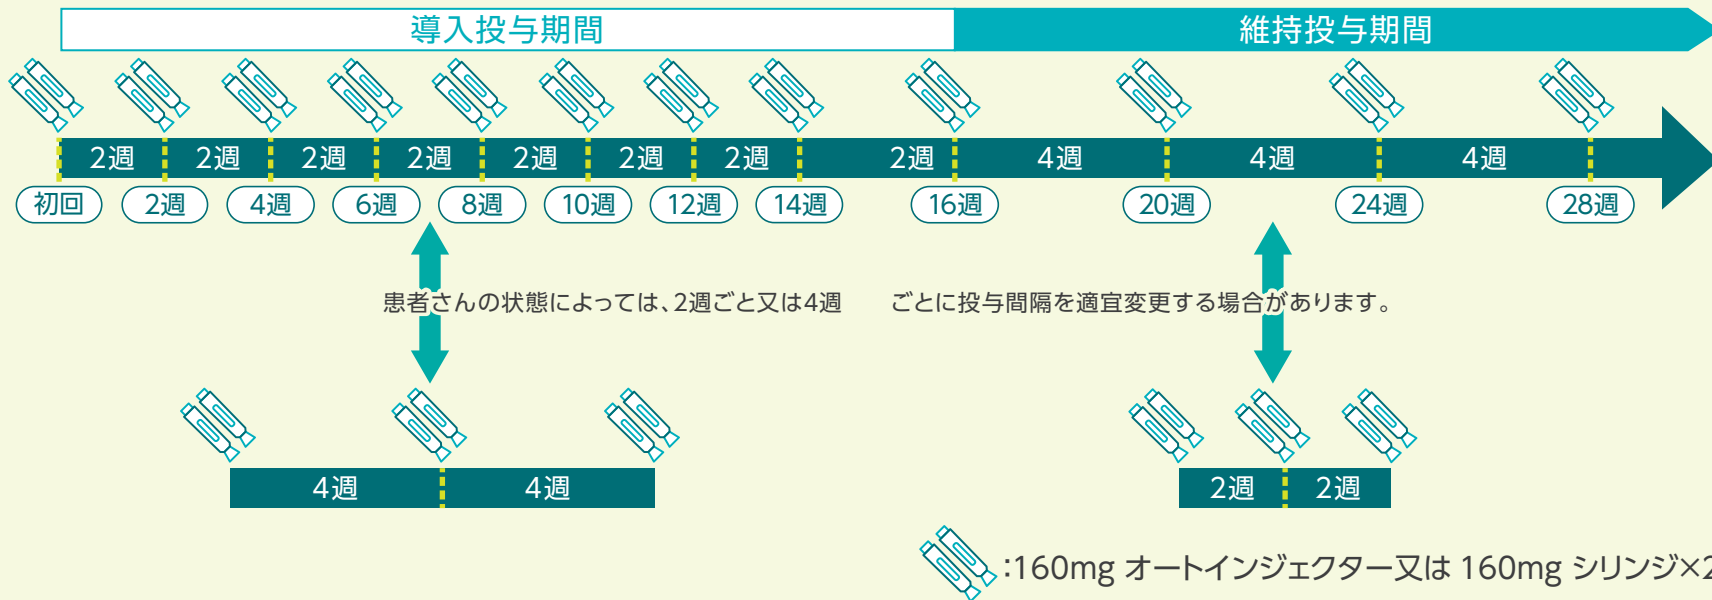 導入投与期間 維持投与期間
2週 2週 2週 2週 2週 2週 2週 2週 4週 4週 4週
初回 2週 4週 6週 8週 10週 12週 14週 16週 20週 24週 28週
患者さんの状態によっては、2週ごと又は4週 ごとに投与間隔を適宜変更する場合があります。
4週 4週 2週 2週
:160mg オートインジェクター又は 160mg シリンジ×2